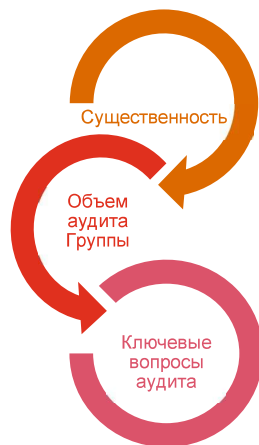 Существенность
Объем
аудита
Группы
Ключевые
вопросы
аудита